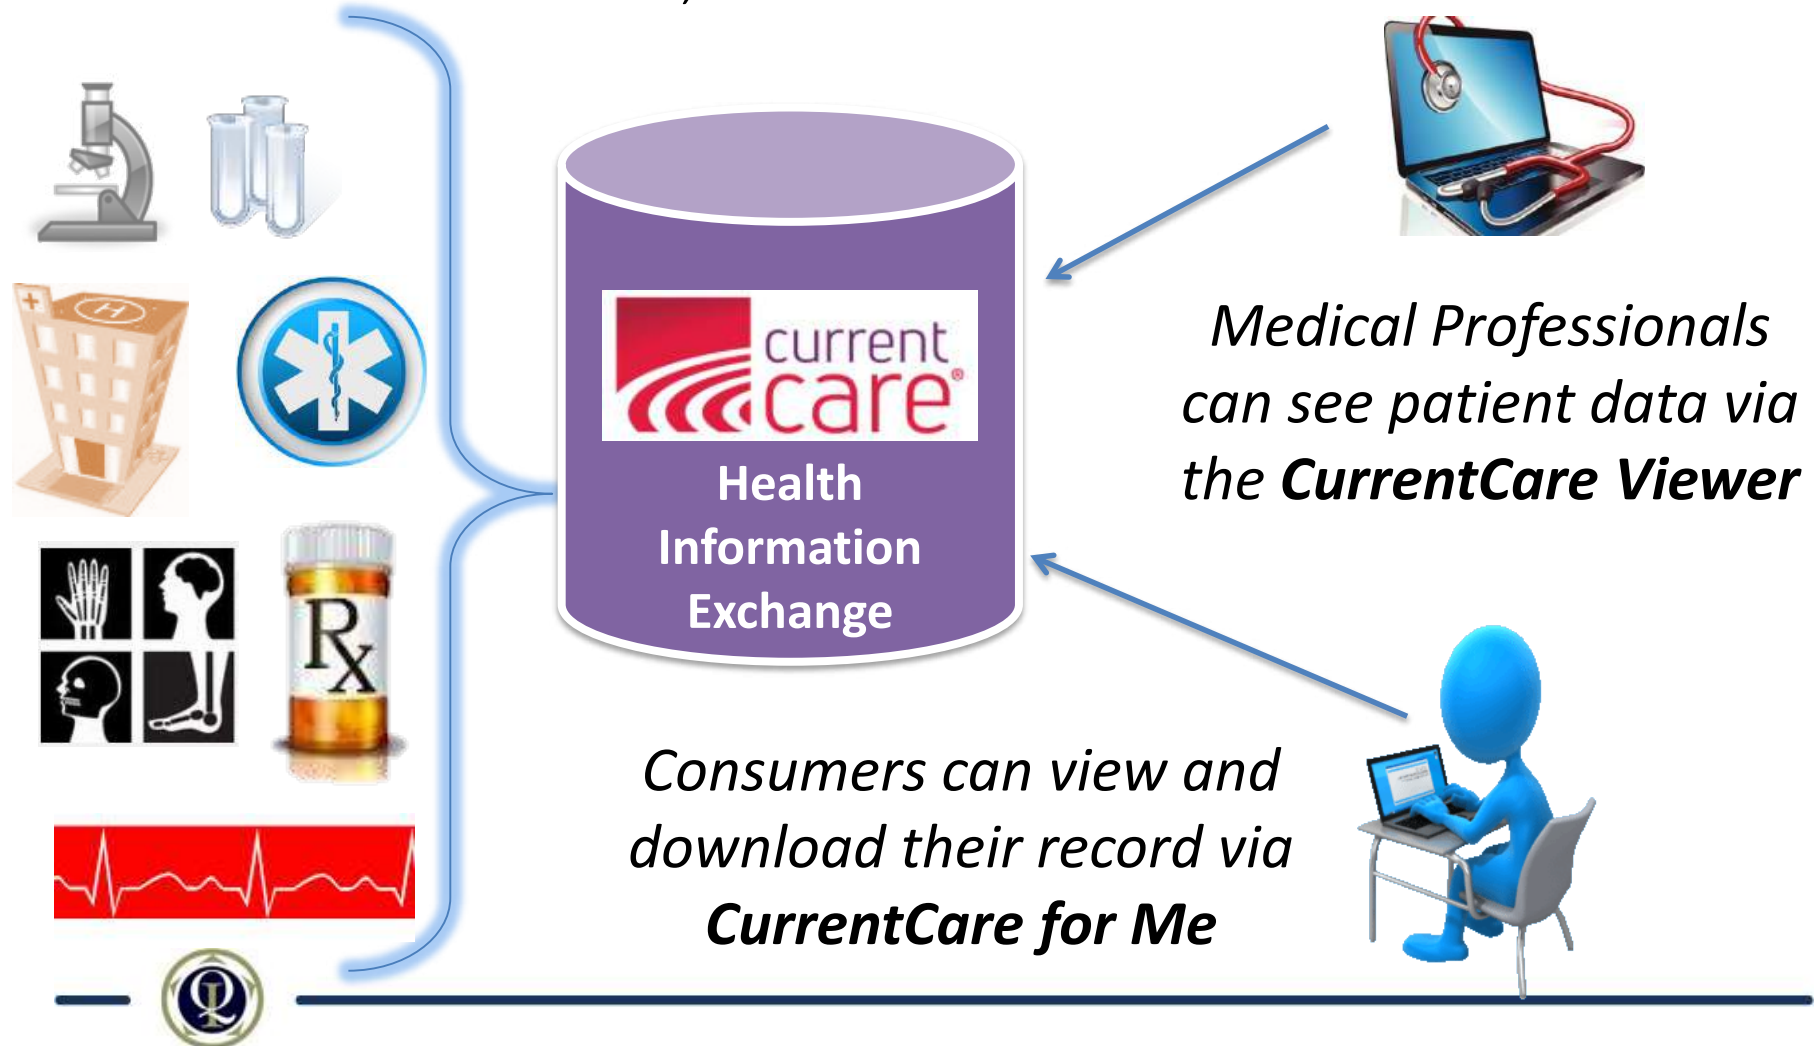 current
care®
Health
Information
Exchange
Medical Professionals
can see patient data via
the CurrentCare Viewer
H
Rx
Consumers can view and
download their record via
CurrentCare for Me
QI